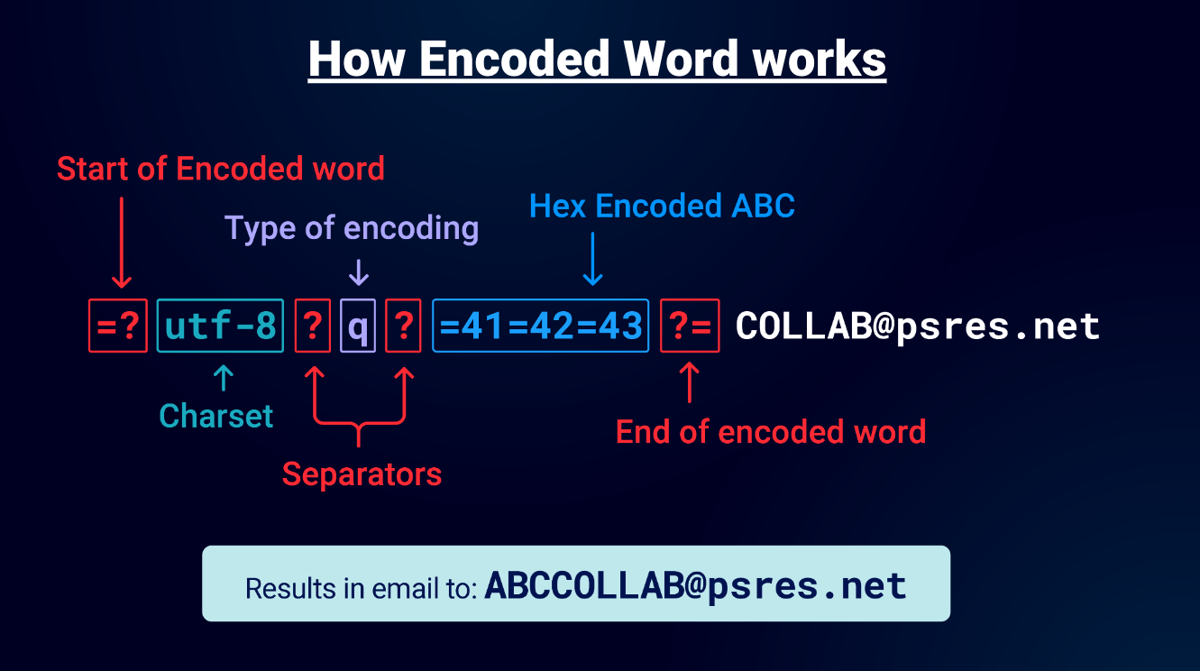 How Encoded Word works
Start of Encoded word
Hex Encoded ABC
Type of encoding
=? utf-8 ? q ? =41=42=43 ?= COLLAB@psres.net
Charset
End of encoded word
Separators
Results in email to: ABCCOLLAB@psres.net